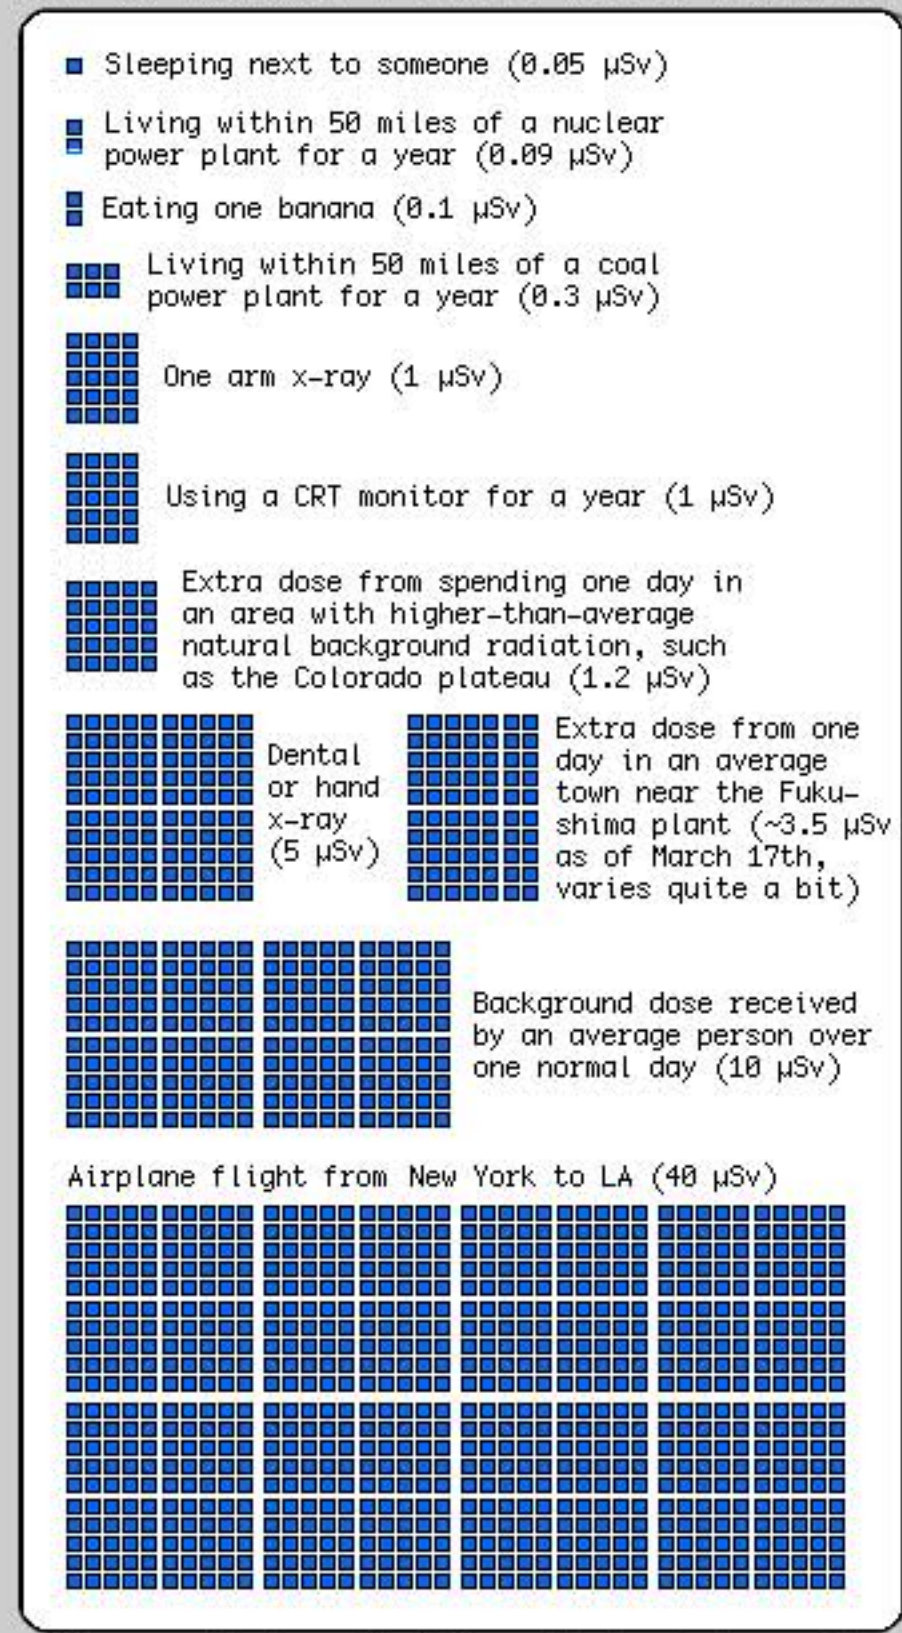 Sleeping next to someone (0.05 µSv)
Living within 50 miles of a nuclear
power plant for a year (0.09 µSv)
Eating one banana (0.1 µSv)
Living within 50 miles of a coal
power plant for a year (0.3 µSv)
One arm x-ray (1 µSv)
Using a CRT monitor for a year (1 µSv)
Extra dose from spending one day in
an area with higher-than-average
natural background radiation, such
as the Colorado plateau (1.2 µSv)
Dental
or hand
x-ray
(5 µSv)
Extra dose from one
day in an average
town near the Fuku-
shima plant (~3.5 µSv
as of March 17th,
varies quite a bit)
Background dose received
by an average person over
one normal day (10 µSv)
Airplane flight from New York to LA (40 µSv)